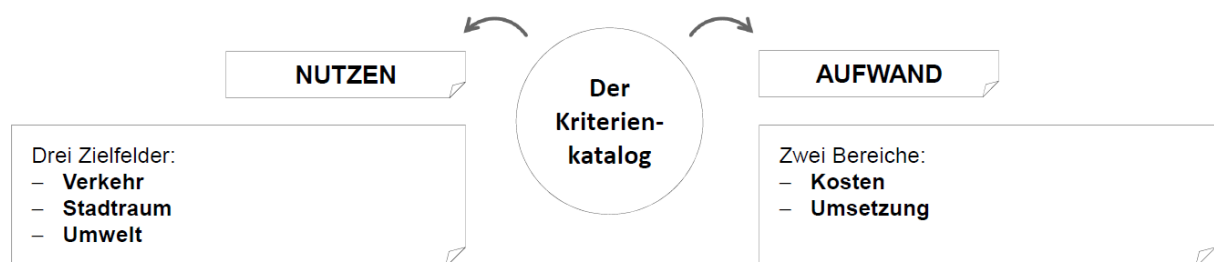 NUTZEN
Drei Zielfelder:
– Verkehr
– Stadtraum
– Umwelt
Der
Kriterien-
katalog
AUFWAND
Zwei Bereiche:
– Kosten
– Umsetzung